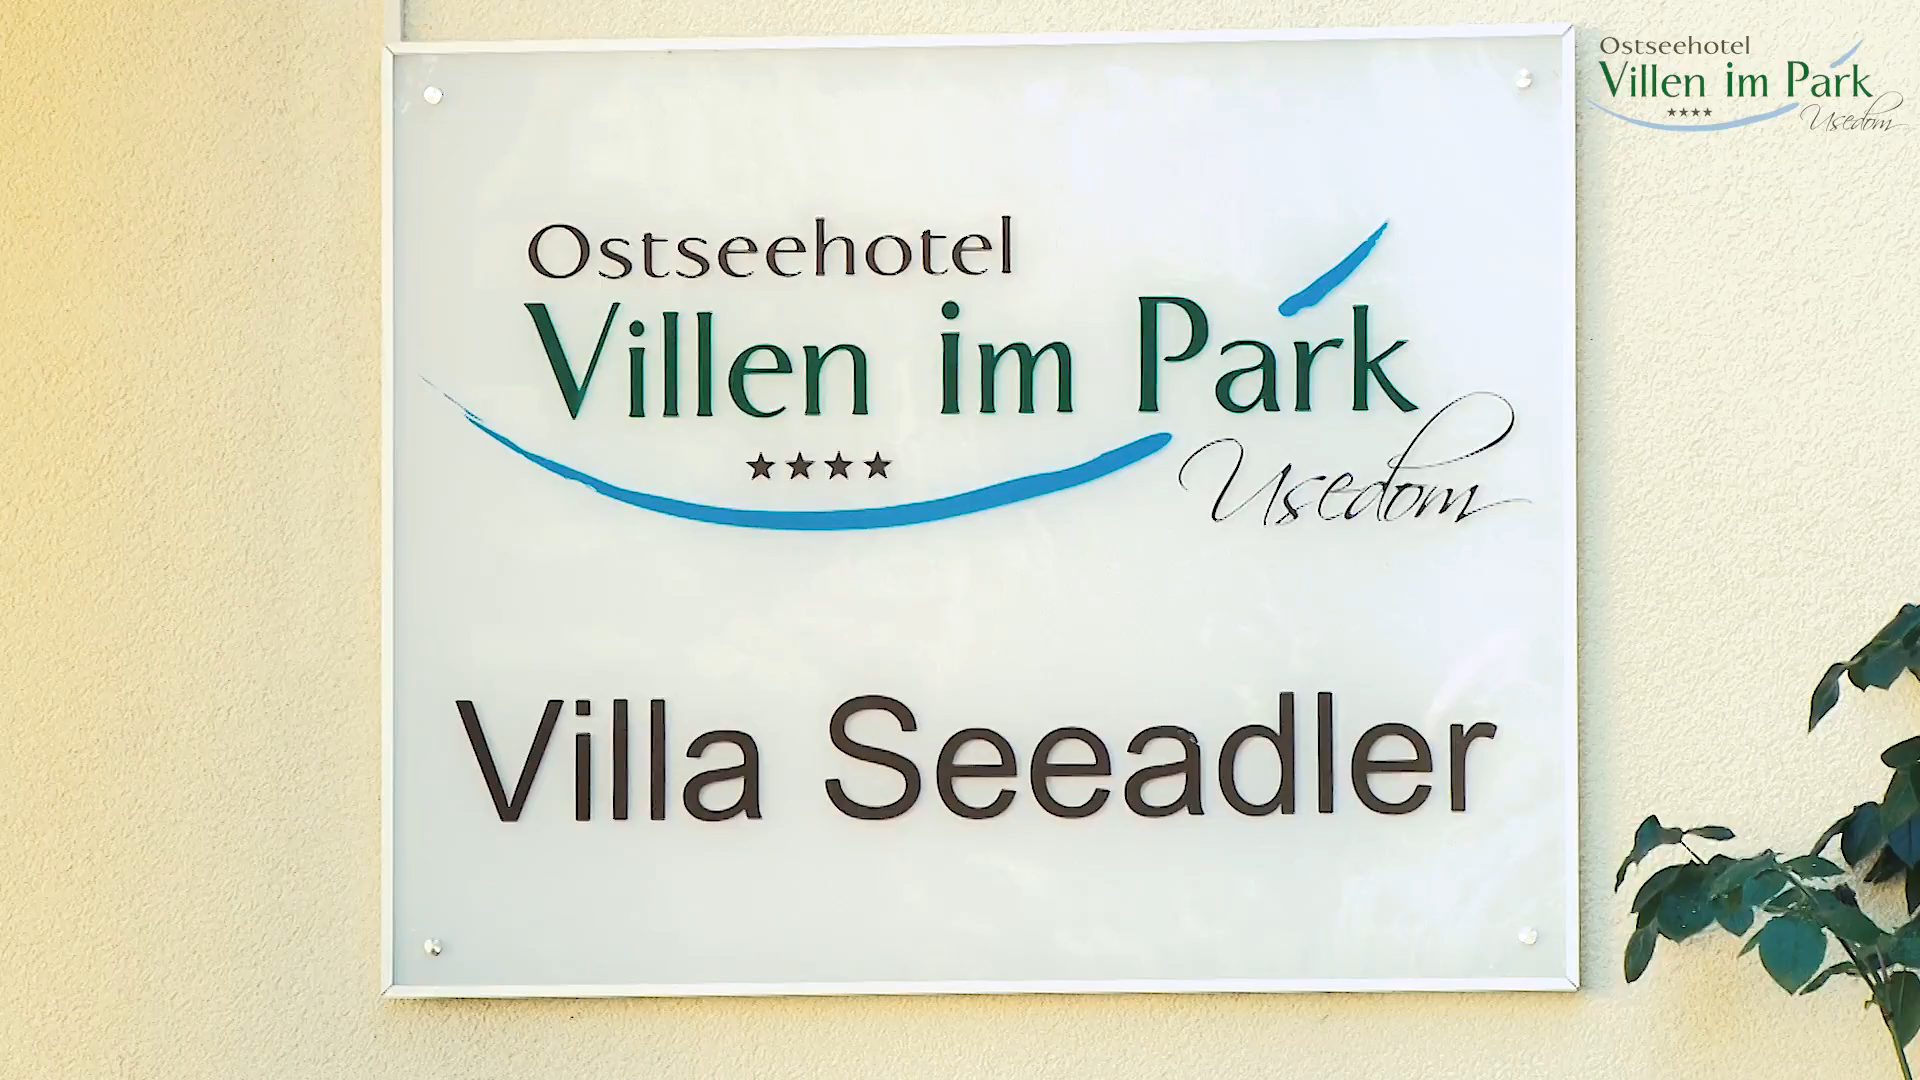 Ostseehotel
Villen im Park
★★★★
Usedom
Villa Seeadler
Ostseehotel
Villen im Park
★★★★
Usedom